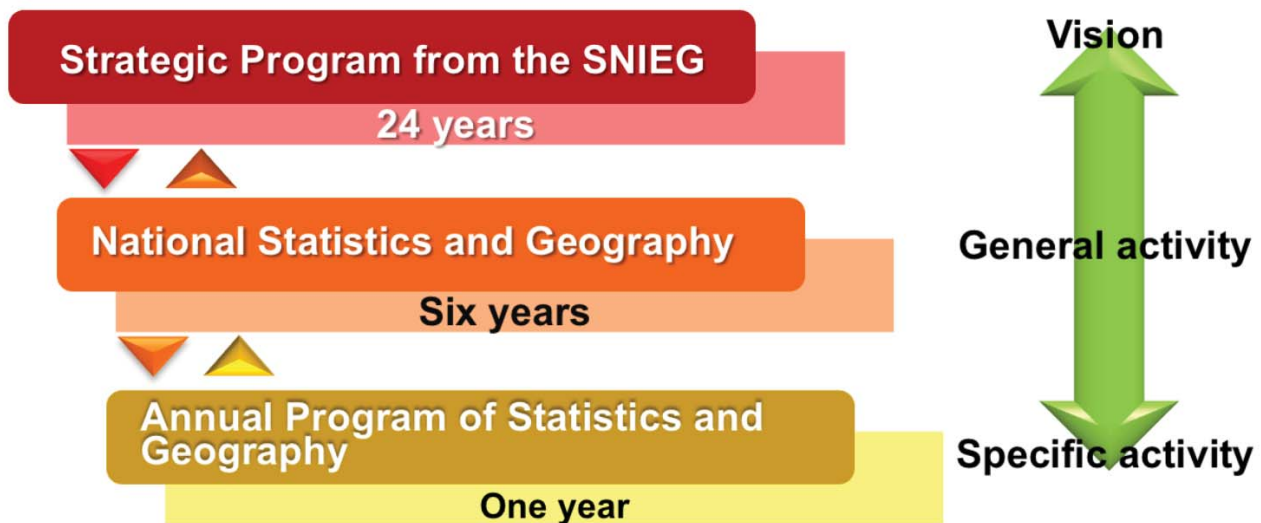 Strategic Program from the SNIEG
24 years
National Statistics and Geography
Six years
Annual Program of Statistics and
Geography
One year
Vision
General activity
Specific activity